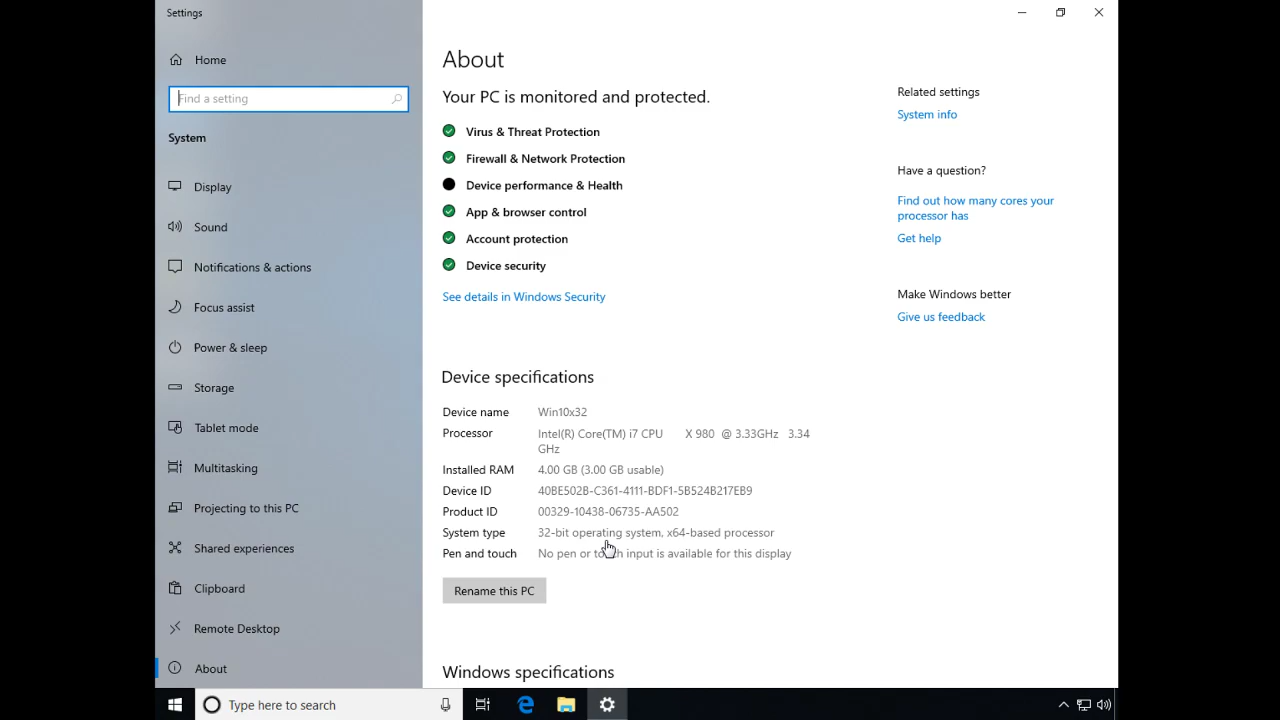 Settings
Home
Find a setting
System
Display
Sound
Notifications & actions
Focus assist
Power & sleep
Storage
Tablet mode
Multitasking
Projecting to this PC
Shared experiences
Clipboard
Remote Desktop
About
About
Your PC is monitored and protected.
Virus & Threat Protection
Firewall & Network Protection
Device performance & Health
App & browser control
Account protection
Device security
See details in Windows Security
Device specifications
Device name Win10x32
Processor Intel(R) Core(TM) i7 CPU X 980 @ 3.33GHz 3.34
GHz
Installed RAM 4.00 GB (3.00 GB usable)
Device ID 40BE502B-C361-4111-BDF1-5B524B217EB9
Product ID 00329-10438-06735-AA502
System type 32-bit operating system, x64-based processor
Pen and touch No pen or touch input is available for this display
Rename this PC
Windows specifications
Related settings
System info
Have a question?
Find out how many cores your
processor has
Get help
Make Windows better
Give us feedback
Type here to search